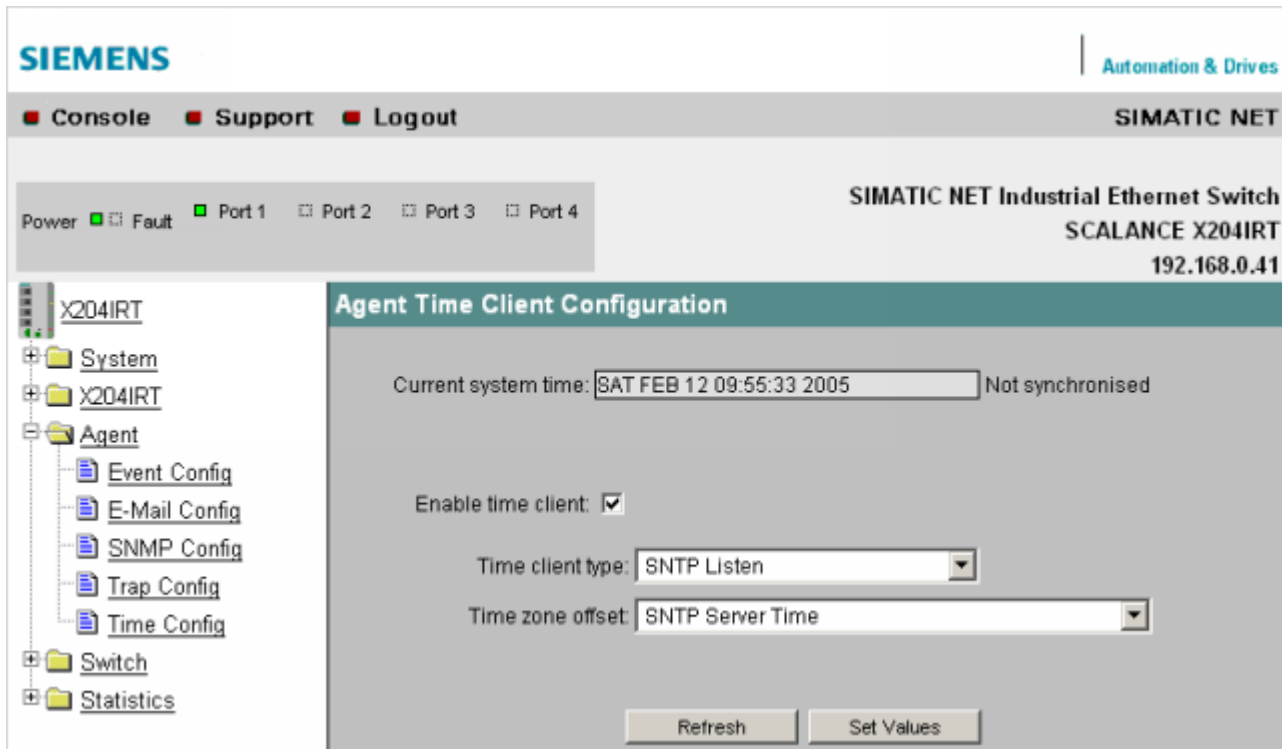 SIEMENS
Automation & Drives
Console Support Logout SIMATIC NET
SIMATIC NET Industrial Ethernet Switch
SCALANCE X204IRT
192.168.0.41
Power Fault Port 1 Port 2 Port 3 Port 4
X204IRT
System
X204IRT
Agent
Event Config
E-Mail Config
SNMP Config
Trap Config
Time Config
Switch
Statistics
Agent Time Client Configuration
Current system time: SAT FEB 12 09:55:33 2005 Not synchronised
Enable time client:
Time client type: SNTP Listen
Time zone offset: SNTP Server Time
Refresh Set Values